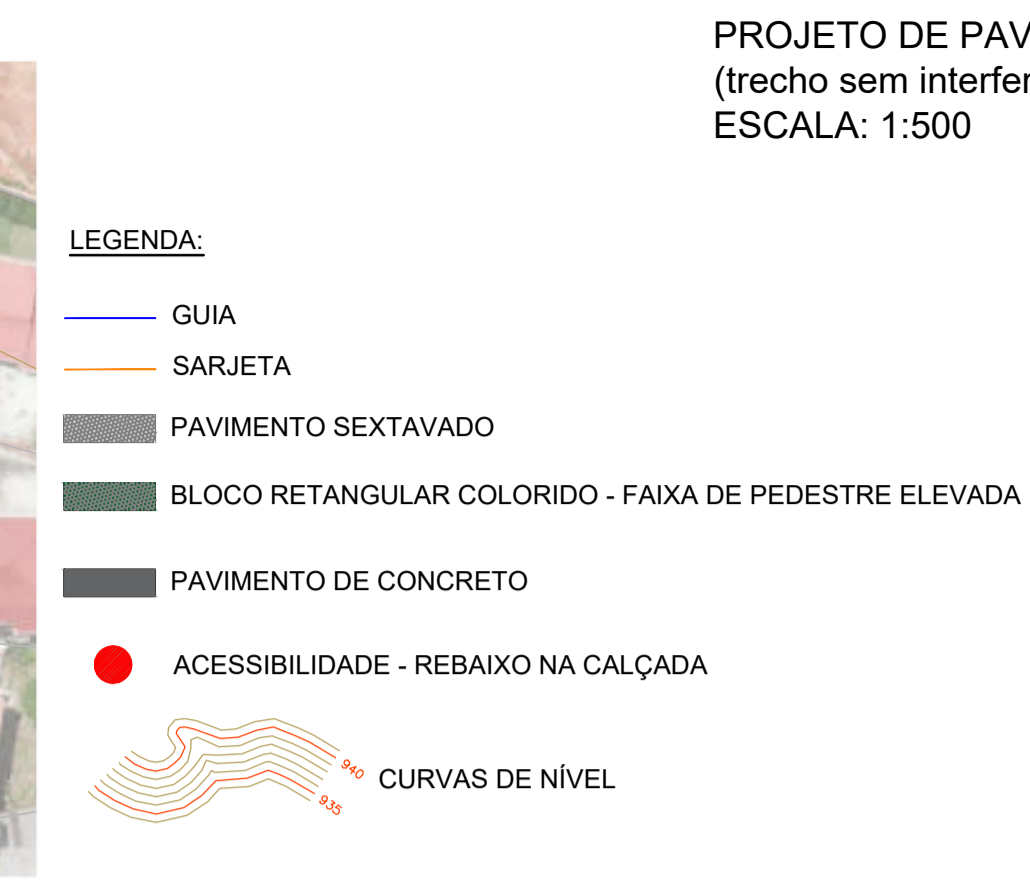 PROJETO DE PAV
(trecho sem interfer
ESCALA: 1:500
LEGENDA:
GUIA
SARJETA
PAVIMENTO SEXTAVADO
BLOCO RETANGULAR COLORIDO - FAIXA DE PEDESTRE ELEVADA
PAVIMENTO DE CONCRETO
ACESSIBILIDADE - REBAIXO NA CALÇADA
940
CURVAS DE NÍVEL
935